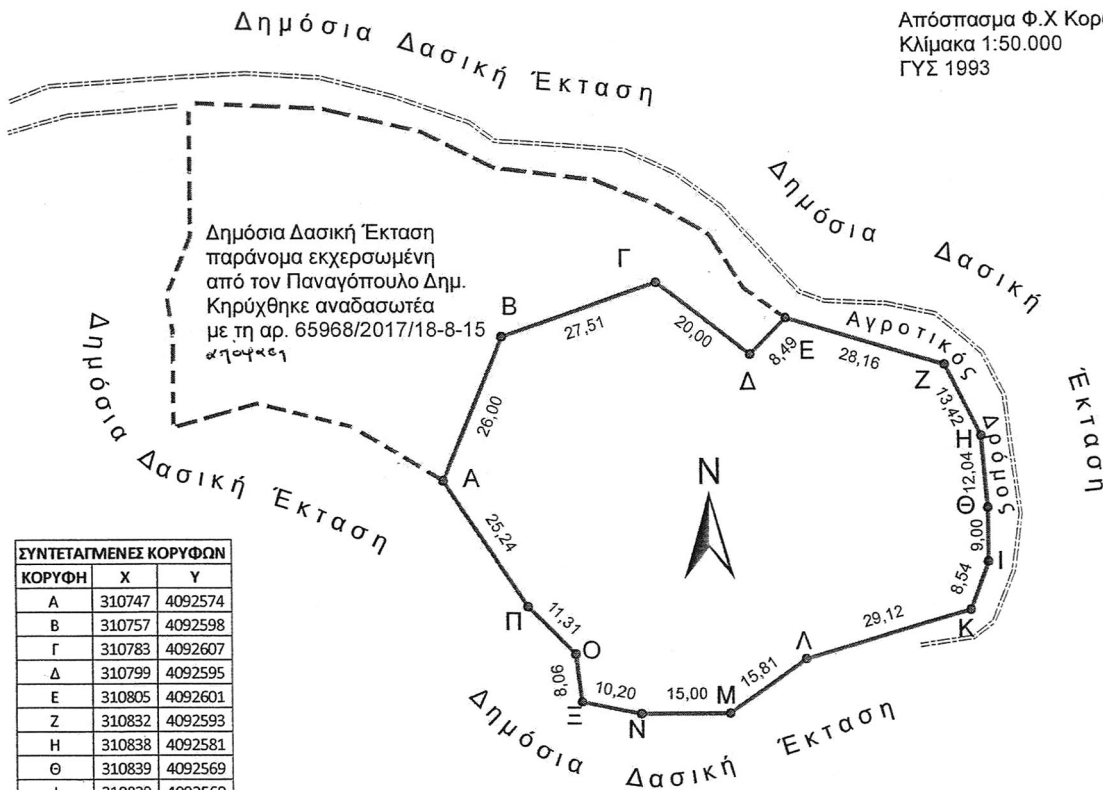 Δημόσια Δασική Έκταση
Απόσπασμα Φ.Χ
Κλίμακα 1:50.000
ΓΥΣ 1993
Δημόσια Δασική Έκταση
Δημόσια Δασική Έκταση
παράνομα εκχερσωμένη
από τον Παναγόπουλο Δημ.
Κηρύχθηκε αναδασωτέα
με τη αρ. 65968/2017/18-8-15
απόφαση
Δημόσια Δασική Έκταση
Αγροτικός Δρόμος
Α
26,00
Β
27,51
Γ
20,00
Δ
8,49
Ε
28,16
Ζ
13,42
Η
12,04
Θ
9,00
Ι
8,54
Κ
29,12
Λ
15,81
Μ
15,00
Ν
10,20
Ξ
8,06
Ο
11,31
Π
25,24
N
Δημόσια Δασική Έκταση
ΣΥΝΤΕΤΑΓΜΕΝΕΣ ΚΟΡΥΦΩΝ
ΚΟΡΥΦΗ X Y
Α 310747 4092574
Β 310757 4092598
Γ 310783 4092607
Δ 310799 4092595
Ε 310805 4092601
Ζ 310832 4092593
Η 310838 4092581
Θ 310839 4092569